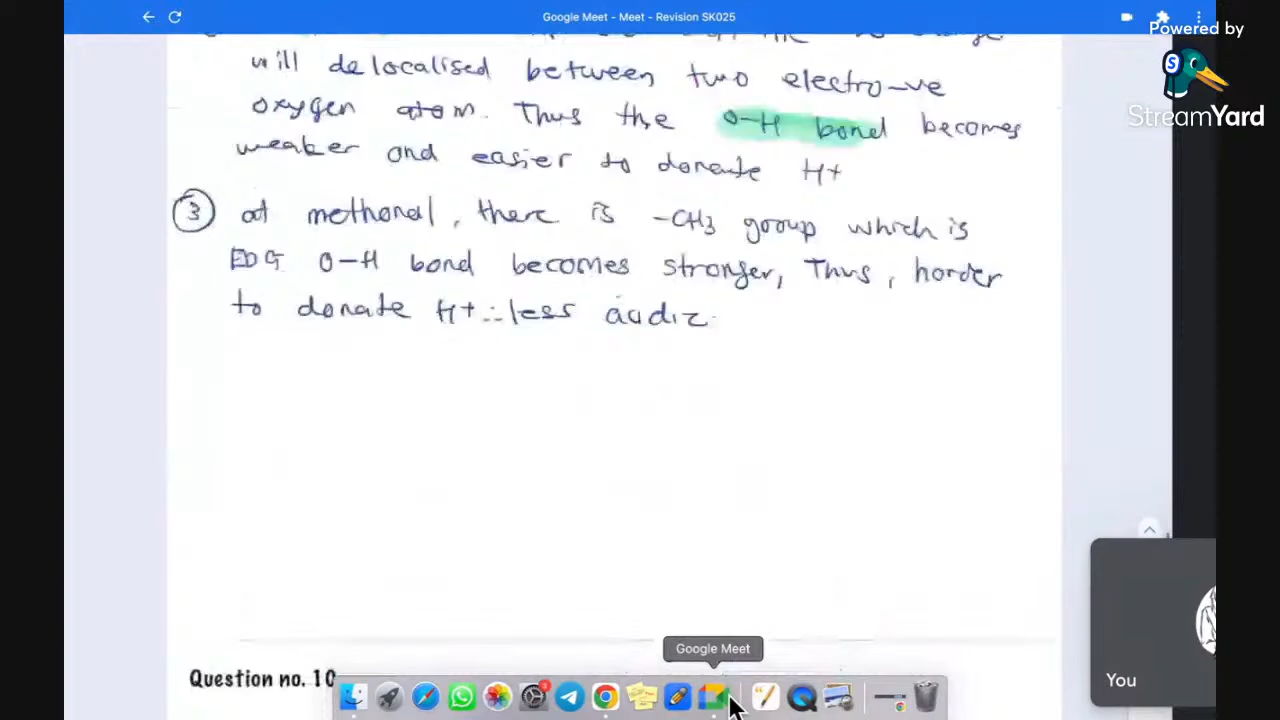 Google Meet - Meet - Revision SK025
Powered by
StreamYard
will delocalised between two electro-ve
oxygen atom. Thus the O-H bond becomes
weaker and easier to donate H+
③ at methanol, there is -CH3 group which is
EDG O-H bond becomes stronger, Thus, harder
to donate H+ ∴ less acidic.
Google Meet
Question no. 10
You